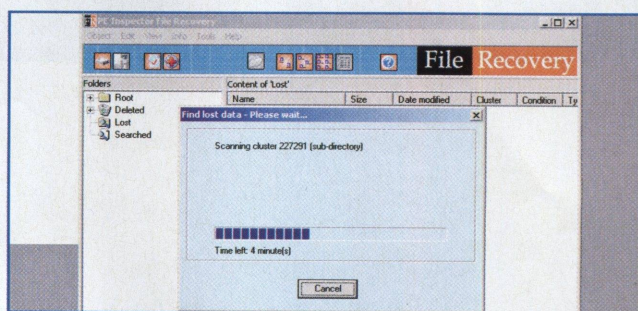 PC Inspector File Recovery
Object Edit View Info Tools Help
File Recovery
Folders
Content of 'Lost'
Name Size Date modified Cluster Condition Ty
Root
Deleted
Lost
Searched
Find lost data - Please wait...
Scanning cluster 227291 (sub-directory)
Time left: 4 minute(s)
Cancel